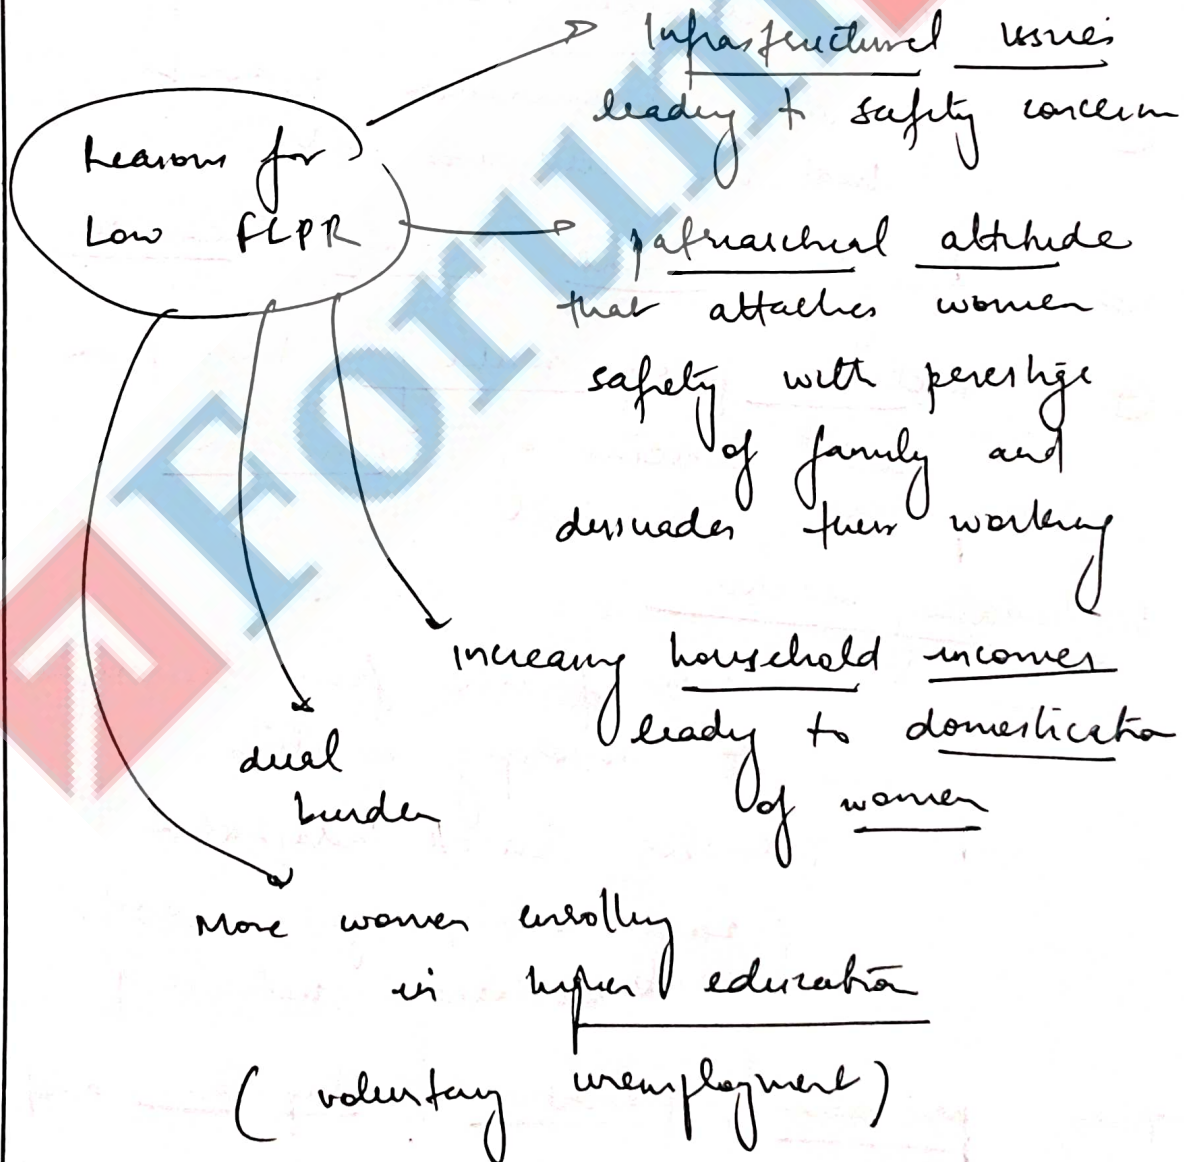 Reasons for
Low FLPR
Infrastructural issues
leading to safety concern
patriarchal attitude
that attaches women
safety with perestige
of family and
dissuades their working
increasing household incomes
leading to domestication
of women
dual
burden
More women enrolling
in higher education
(voluntary unemployment)
Forum